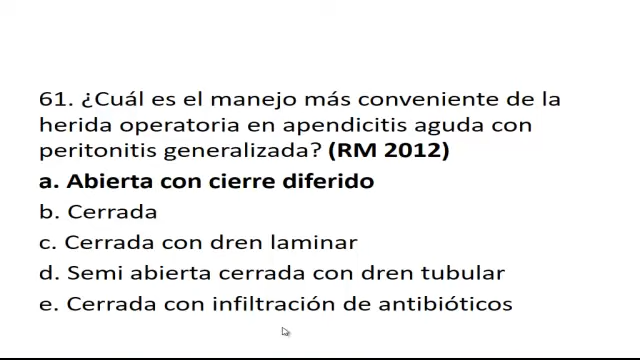 61. ¿Cuál es el manejo más conveniente de la
herida operatoria en apendicitis aguda con
peritonitis generalizada? (RM 2012)
a. Abierta con cierre diferido
b. Cerrada
c. Cerrada con dren laminar
d. Semi abierta cerrada con dren tubular
e. Cerrada con infiltración de antibióticos